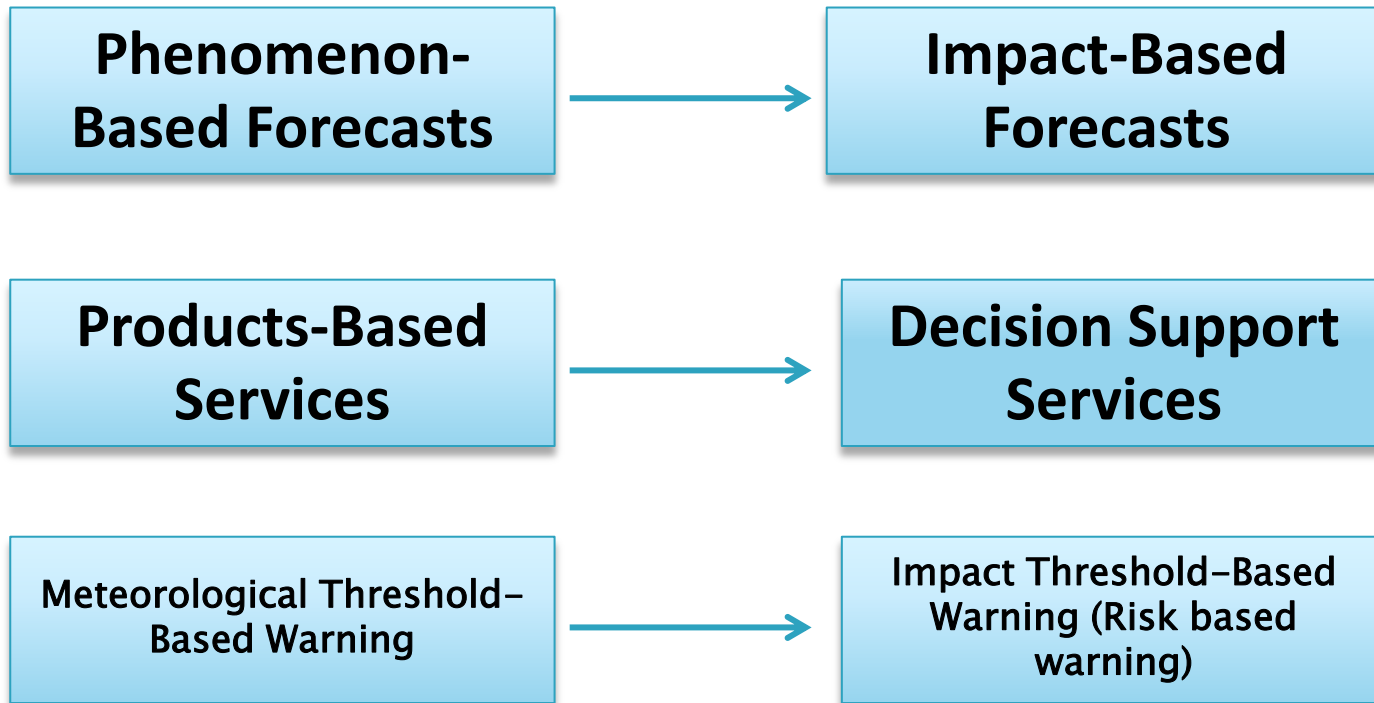 Phenomenon-
Based Forecasts
Impact-Based
Forecasts
Products-Based
Services
Decision Support
Services
Meteorological Threshold-
Based Warning
Impact Threshold-Based
Warning (Risk based
warning)